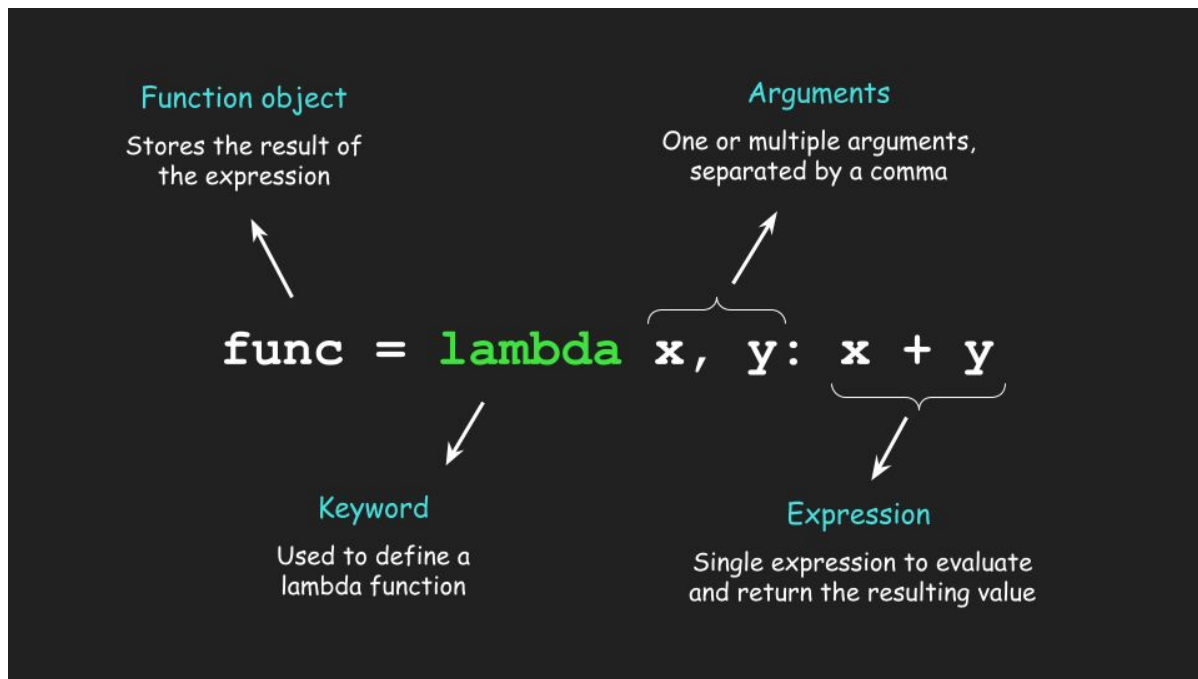 Function object
Stores the result of
the expression
Arguments
One or multiple arguments,
separated by a comma
func = lambda x, y: x + y
Keyword
Used to define a
lambda function
Expression
Single expression to evaluate
and return the resulting value